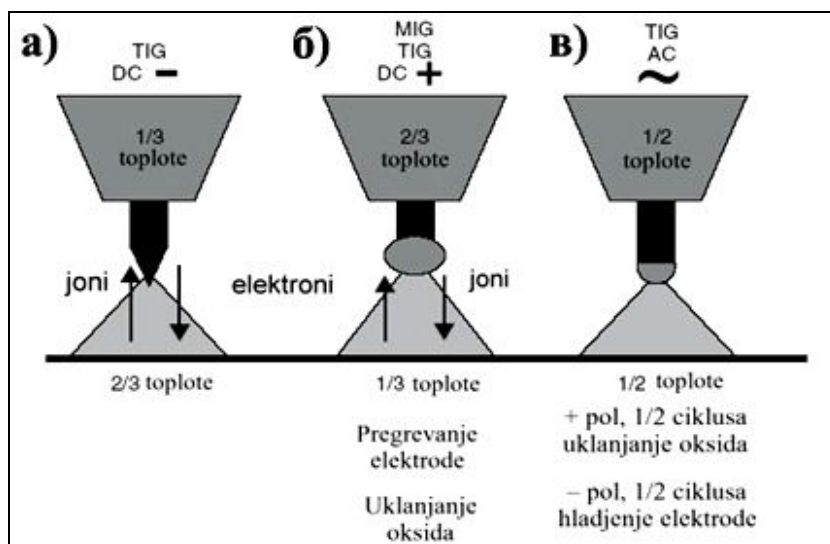 а)
TIG
DC −
1/3
toplote
joni
2/3 toplote
б)
MIG
TIG
DC +
2/3
toplote
elektroni
joni
1/3 toplote
Pregrevanje
elektrode
Uklanjanje
oksida
в)
TIG
AC
~
1/2
toplote
1/2 toplote
+ pol, 1/2 ciklusa
uklanjanje oksida
– pol, 1/2 ciklusa
hladjenje elektrode